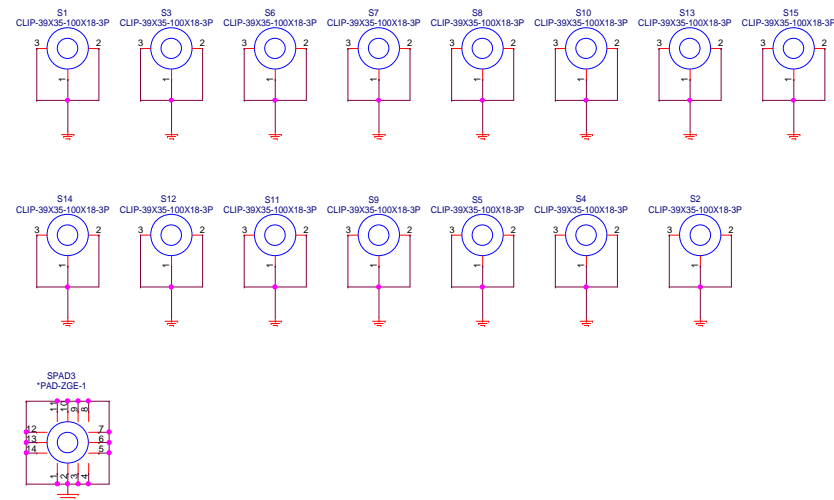 S1 S3 S6 S7 S8 S10 S13 S15
CLIP-39X35-100X18-3P CLIP-39X35-100X18-3P CLIP-39X35-100X18-3P CLIP-39X35-100X18-3P CLIP-39X35-100X18-3P CLIP-39X35-100X18-3P CLIP-39X35-100X18-3P CLIP-39X35-100X18-3P
3 2 3 2 3 2 3 2 3 2 3 2 3 2 3 2
1 1 1 1 1 1 1 1
S14 S12 S11 S9 S5 S4 S2
CLIP-39X35-100X18-3P CLIP-39X35-100X18-3P CLIP-39X35-100X18-3P CLIP-39X35-100X18-3P CLIP-39X35-100X18-3P CLIP-39X35-100X18-3P CLIP-39X35-100X18-3P
3 2 3 2 3 2 3 2 3 2 3 2 3 2
1 1 1 1 1 1 1
SPAD3
*PAD-ZGE-1
11 10 9 8
12 7
13 6
14 5
1 2 3 4